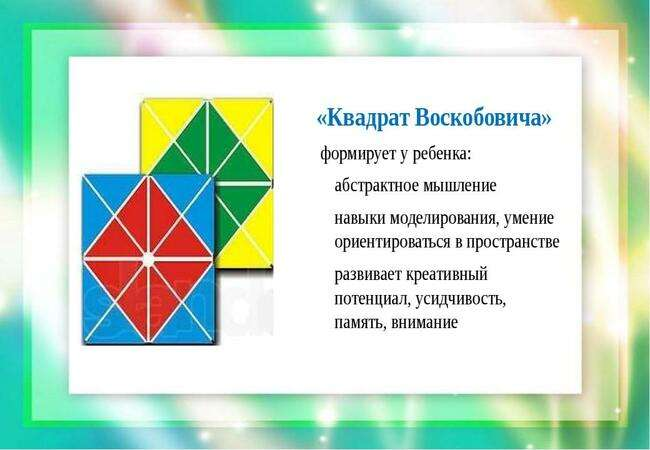 «Квадрат Воскобовича»
формирует у ребенка:
абстрактное мышление
навыки моделирования, умение
ориентироваться в пространстве
развивает креативный
потенциал, усидчивость,
память, внимание